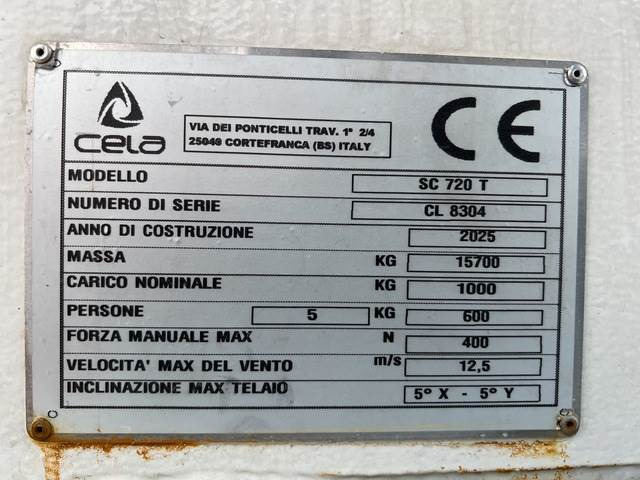 cela
VIA DEI PONTICELLI TRAV. 1° 2/4
25049 CORTEFRANCA (BS) ITALY
CE
MODELLO SC 720 T
NUMERO DI SERIE CL 8304
ANNO DI COSTRUZIONE 2025
MASSA KG 15700
CARICO NOMINALE KG 1000
PERSONE 5 KG 600
FORZA MANUALE MAX N 400
VELOCITA' MAX DEL VENTO m/s 12,5
INCLINAZIONE MAX TELAIO 5° X - 5° Y